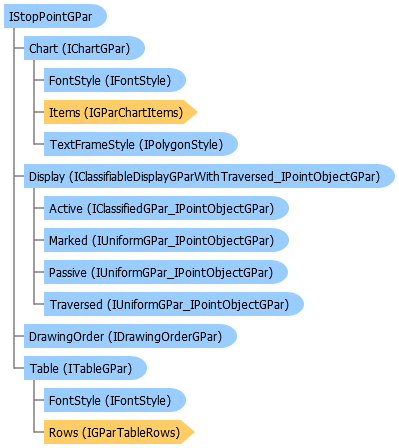 IStopPointGPar
Chart (IChartGPar)
FontStyle (IFontStyle)
Items (IGParChartItems)
TextFrameStyle (IPolygonStyle)
Display (IClassifiableDisplayGParWithTraversed_IPointObjectGPar)
Active (IClassifiedGPar_IPointObjectGPar)
Marked (IUniformGPar_IPointObjectGPar)
Passive (IUniformGPar_IPointObjectGPar)
Traversed (IUniformGPar_IPointObjectGPar)
DrawingOrder (IDrawingOrderGPar)
Table (ITableGPar)
FontStyle (IFontStyle)
Rows (IGParTableRows)